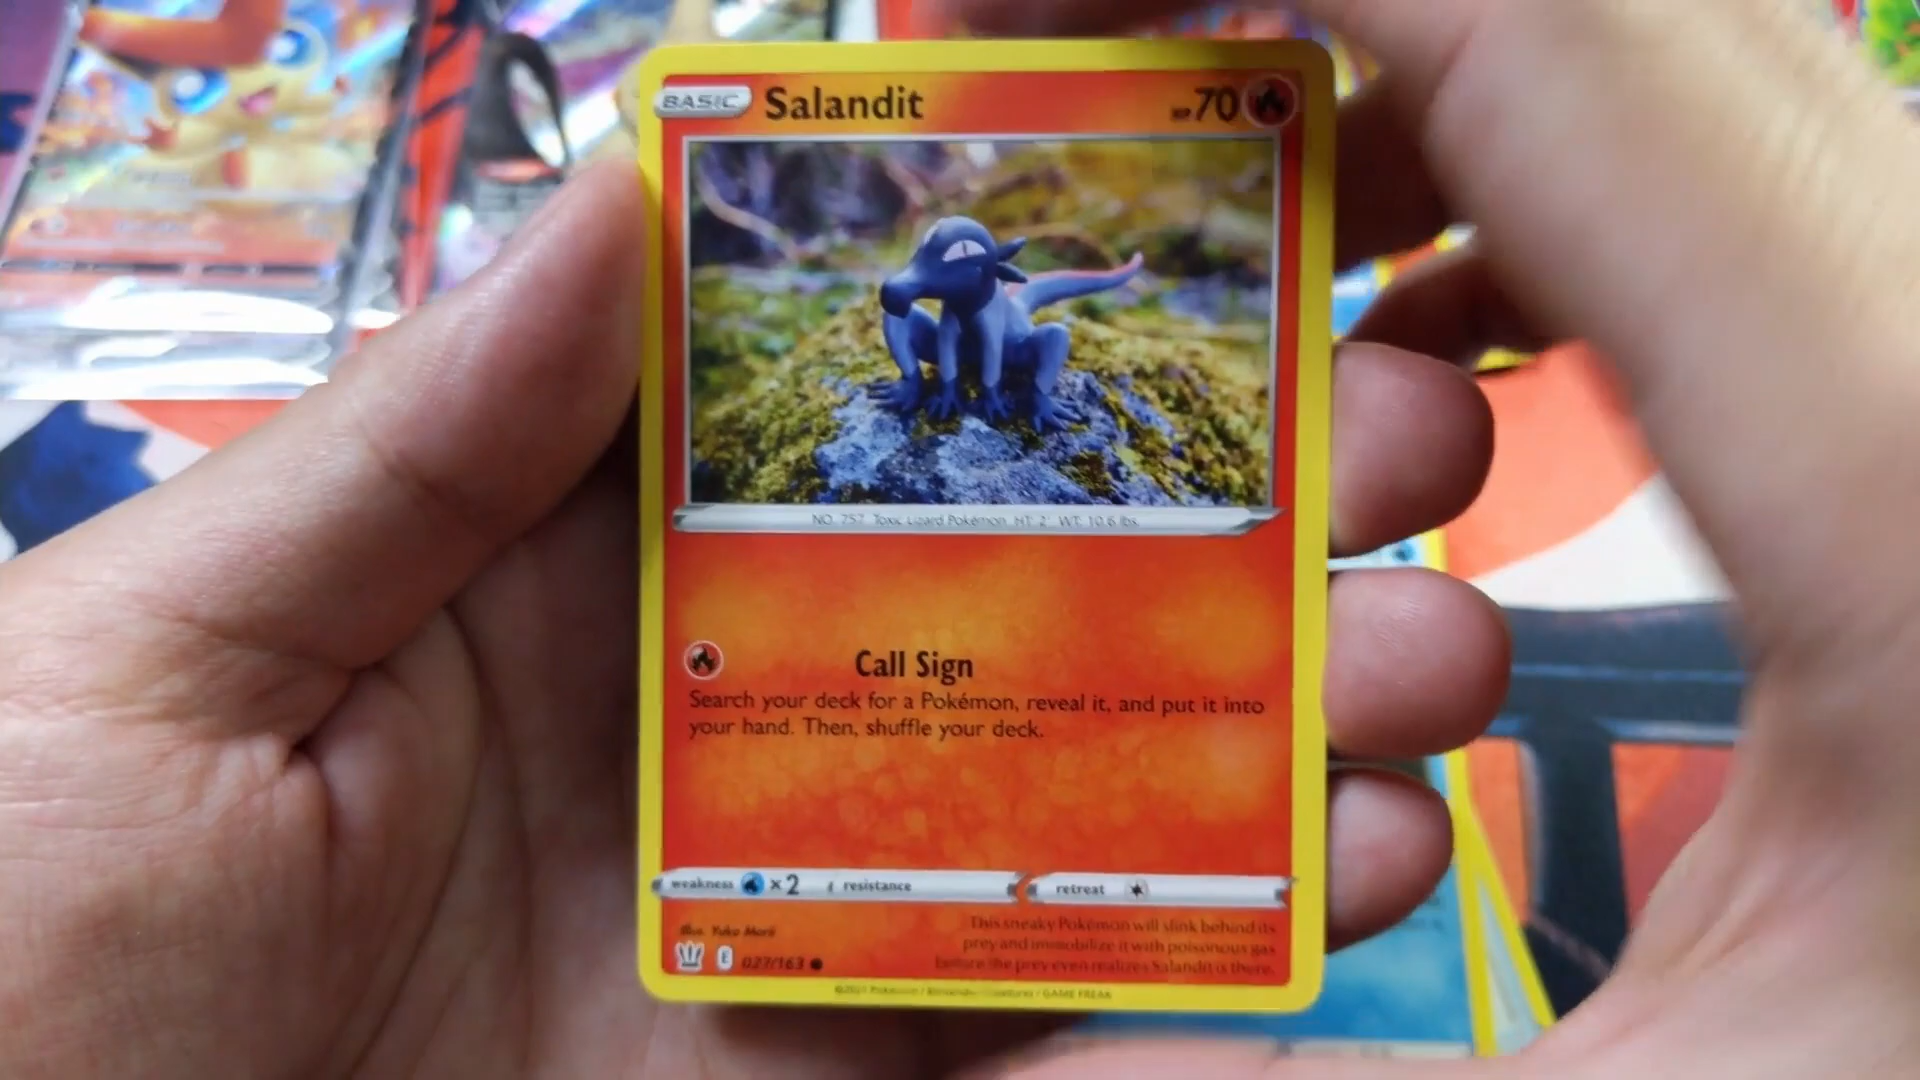 BASIC Salandit HP 70
NO. 757 Toxic Lizard Pokémon HT: 2' WT: 10.6 lbs.
Call Sign
Search your deck for a Pokémon, reveal it, and put it into
your hand. Then, shuffle your deck.
weakness ×2 resistance retreat
Illus. Yuka Morii
This sneaky Pokémon will slink behind its
prey and immobilize it with poisonous gas
before the prey even realizes Salandit is there.
E 027/163
©2021 Pokémon / Nintendo / Creatures / GAME FREAK